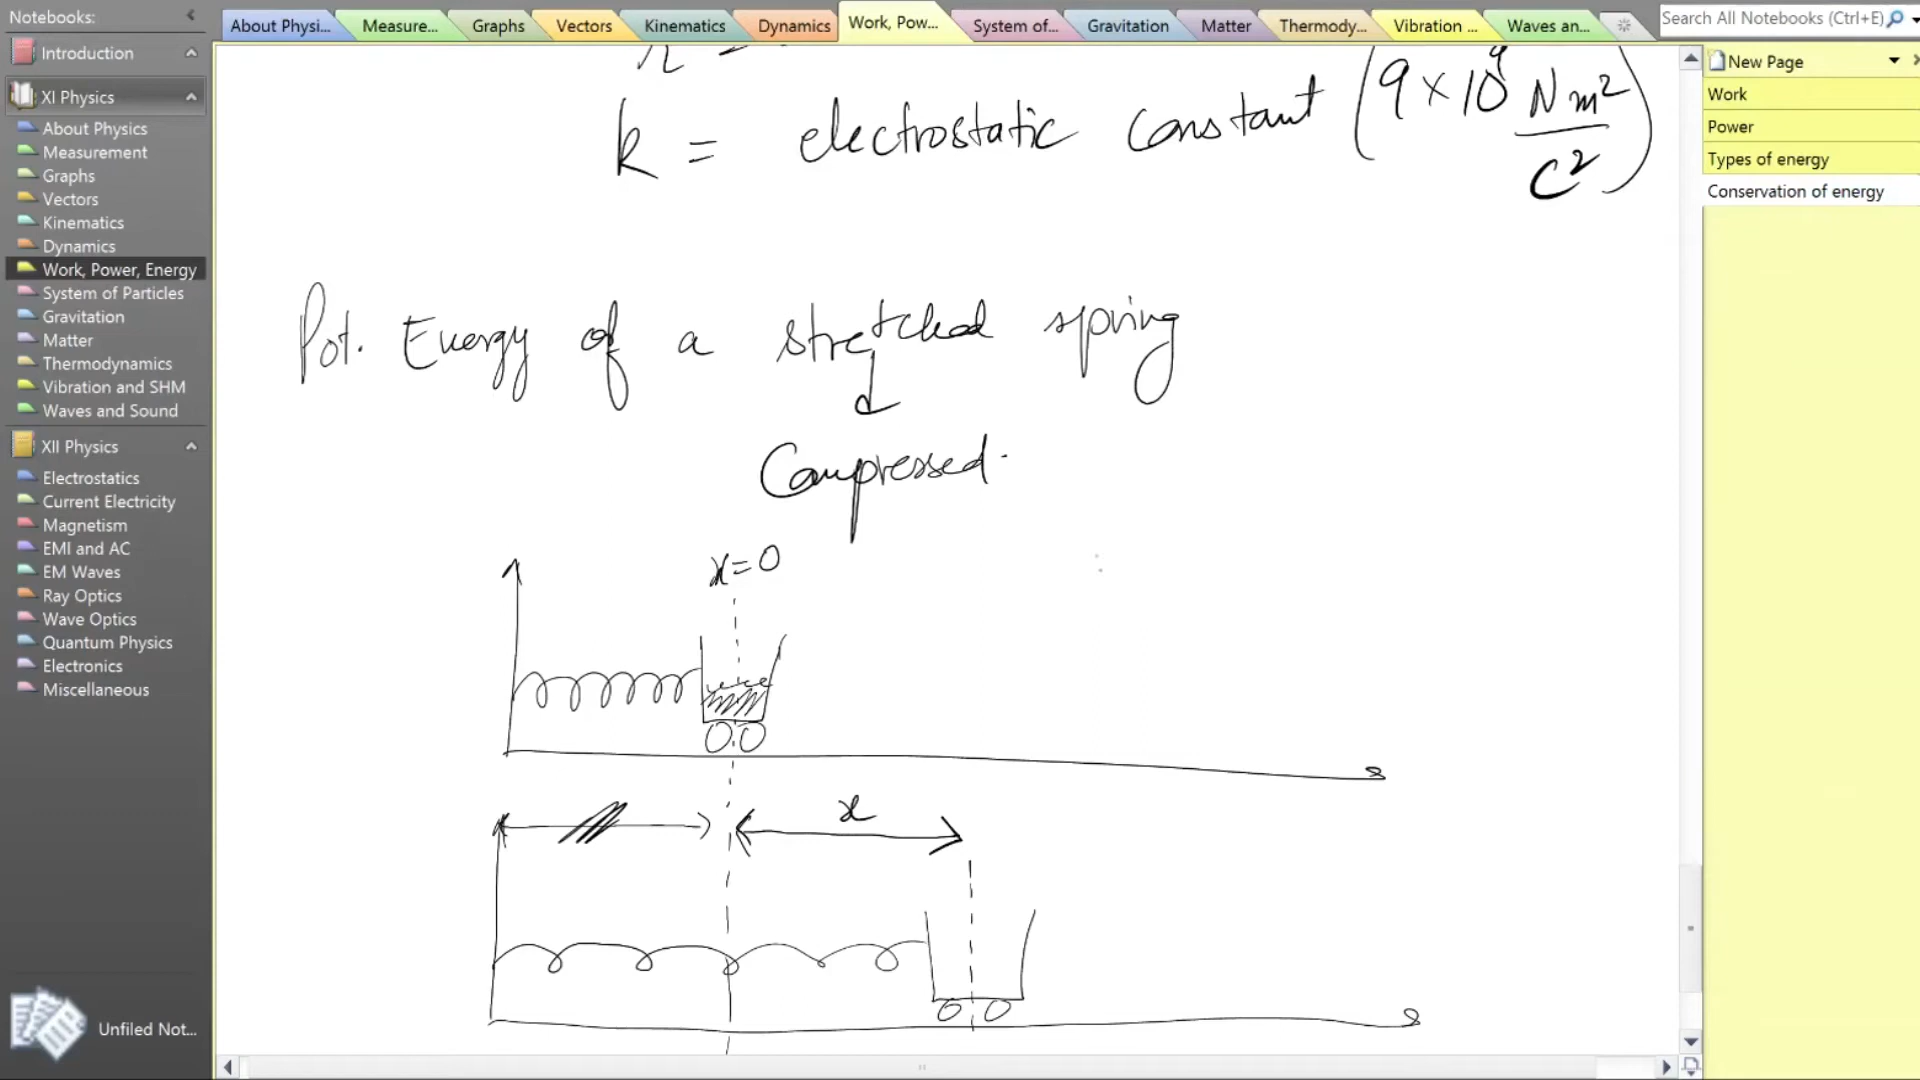 Notebooks:
Introduction
XI Physics
About Physics
Measurement
Graphs
Vectors
Kinematics
Dynamics
Work, Power, Energy
System of Particles
Gravitation
Matter
Thermodynamics
Vibration and SHM
Waves and Sound
XII Physics
Electrostatics
Current Electricity
Magnetism
EMI and AC
EM Waves
Ray Optics
Wave Optics
Quantum Physics
Electronics
Miscellaneous
Unfiled Not...
About Physi... Measure... Graphs Vectors Kinematics Dynamics Work, Pow... System of... Gravitation Matter Thermody... Vibration ... Waves an...
Search All Notebooks (Ctrl+E)
k = electrostatic constant (9 × 10⁹ N m²/C²)
Pot. Energy of a stretched spring
Compressed.
x = 0
x
New Page
Work
Power
Types of energy
Conservation of energy